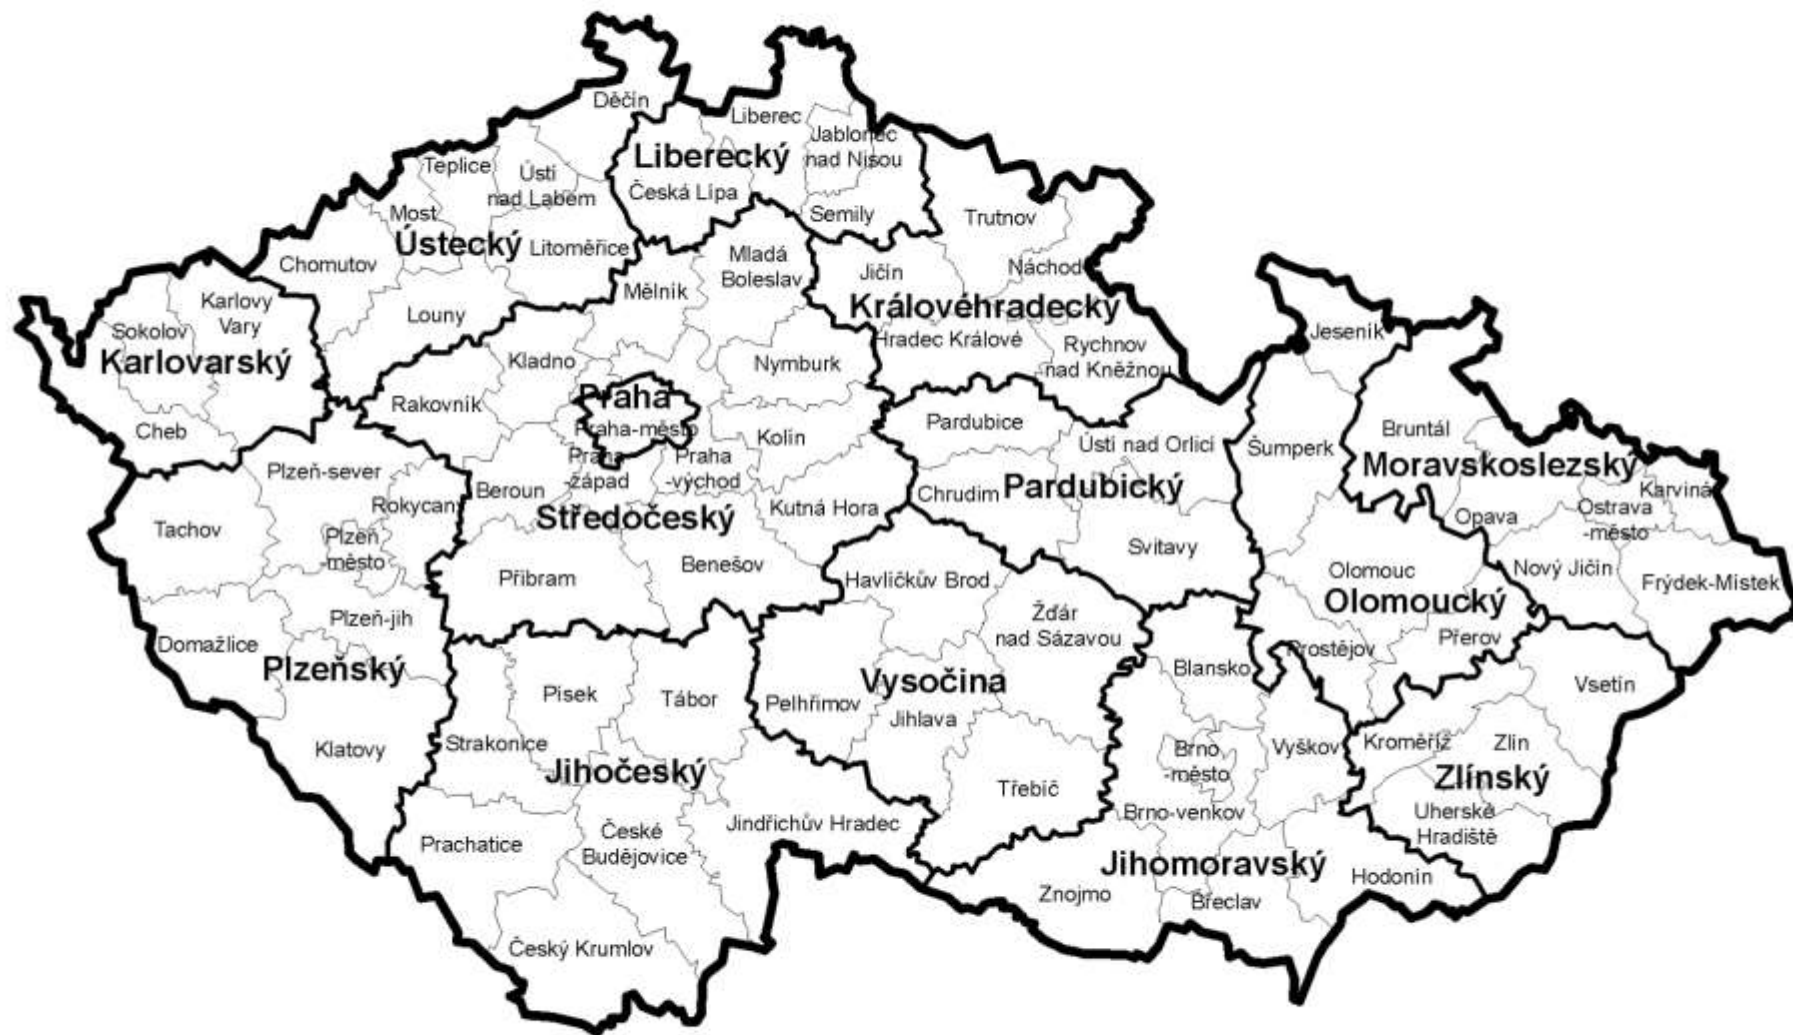 Děčín
Liberec
Jablonec
nad Nisou
Liberecký
Česká Lípa
Semily
Teplice
Ústí
nad Labem
Most
Ústecký
Litoměřice
Chomutov
Louny
Trutnov
Náchod
Jičín
Královéhradecký
Hradec Králové
Rychnov
nad Kněžnou
Mladá
Boleslav
Mělník
Karlovy
Vary
Sokolov
Karlovarský
Cheb
Kladno
Nymburk
Rakovník
Praha
Praha-město
Kolín
Praha
-západ
Praha
-východ
Beroun
Středočeský
Kutná Hora
Příbram
Benešov
Jeseník
Šumperk
Bruntál
Moravskoslezský
Karviná
Ostrava
-město
Opava
Nový Jičín
Frýdek-Místek
Pardubice
Ústí nad Orlicí
Chrudim
Pardubický
Svitavy
Plzeň-sever
Rokycany
Tachov
Plzeň
-město
Plzeň-jih
Domažlice
Plzeňský
Klatovy
Havlíčkův Brod
Žďár
nad Sázavou
Vysočina
Pelhřimov
Jihlava
Třebíč
Olomouc
Olomoucký
Prostějov
Přerov
Vsetín
Kroměříž
Zlín
Zlínský
Uherské
Hradiště
Písek
Tábor
Strakonice
Jihočeský
Jindřichův Hradec
Prachatice
České
Budějovice
Český Krumlov
Blansko
Brno
-město
Vyškov
Brno-venkov
Jihomoravský
Znojmo
Břeclav
Hodonín